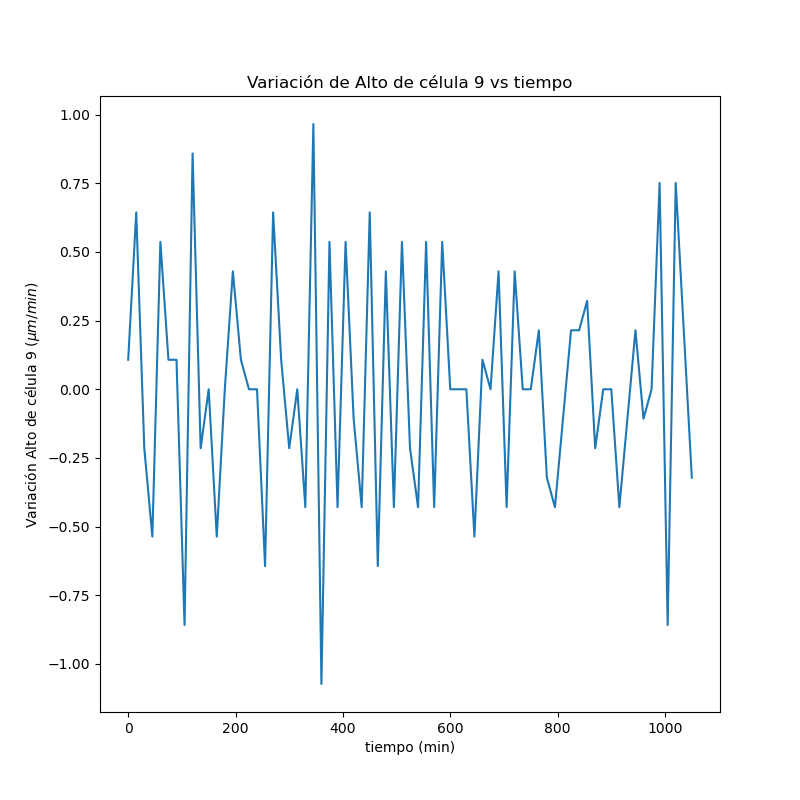 Variación de Alto de célula 9 vs tiempo
1.00
0.75
0.50
0.25
0.00
−0.25
−0.50
−0.75
−1.00
Variación Alto de célula 9 (μm/min)
0 200 400 600 800 1000
tiempo (min)